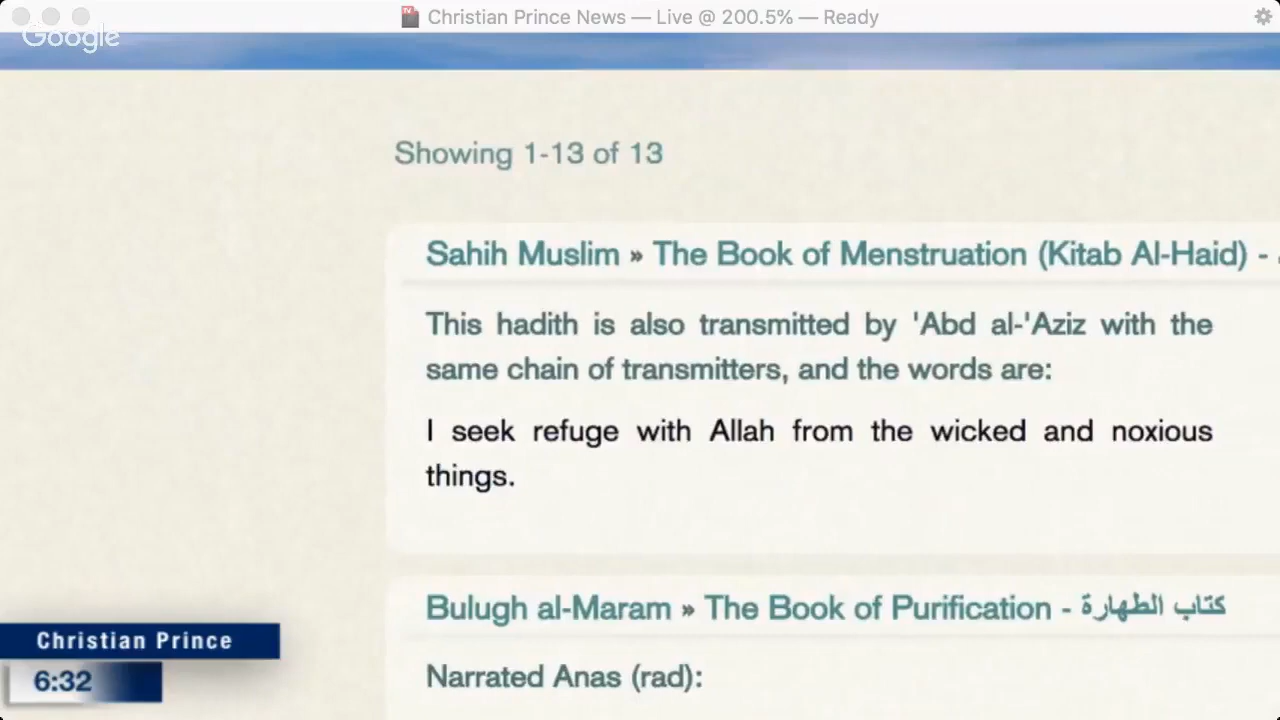 Christian Prince News — Live @ 200.5% — Ready
Google
Showing 1-13 of 13
Sahih Muslim » The Book of Menstruation (Kitab Al-Haid) -
This hadith is also transmitted by 'Abd al-'Aziz with the
same chain of transmitters, and the words are:
I seek refuge with Allah from the wicked and noxious
things.
Bulugh al-Maram » The Book of Purification - كتاب الطهارة
Narrated Anas (rad):
Christian Prince
6:32